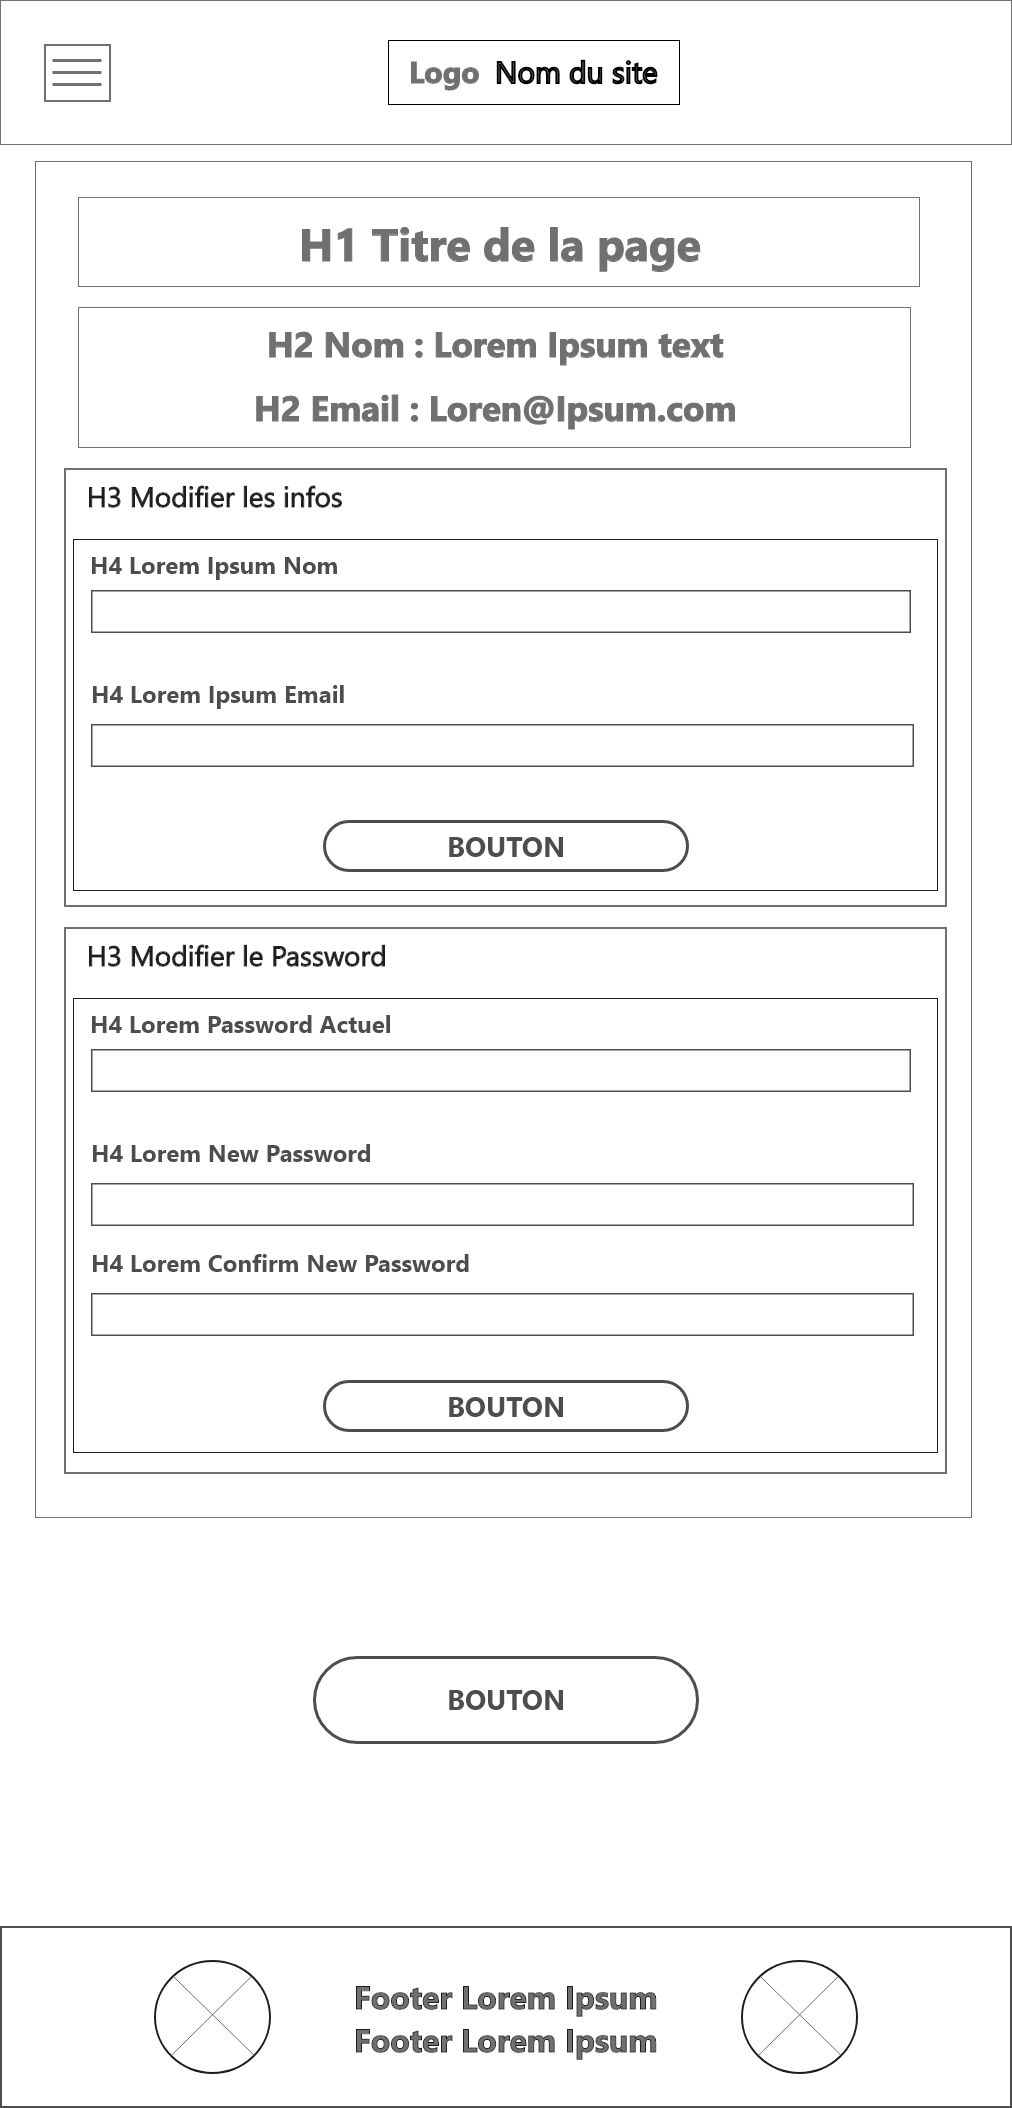 Logo Nom du site
H1 Titre de la page
H2 Nom : Lorem Ipsum text
H2 Email : Loren@Ipsum.com
H3 Modifier les infos
H4 Lorem Ipsum Nom
H4 Lorem Ipsum Email
BOUTON
H3 Modifier le Password
H4 Lorem Password Actuel
H4 Lorem New Password
H4 Lorem Confirm New Password
BOUTON
BOUTON
Footer Lorem Ipsum
Footer Lorem Ipsum